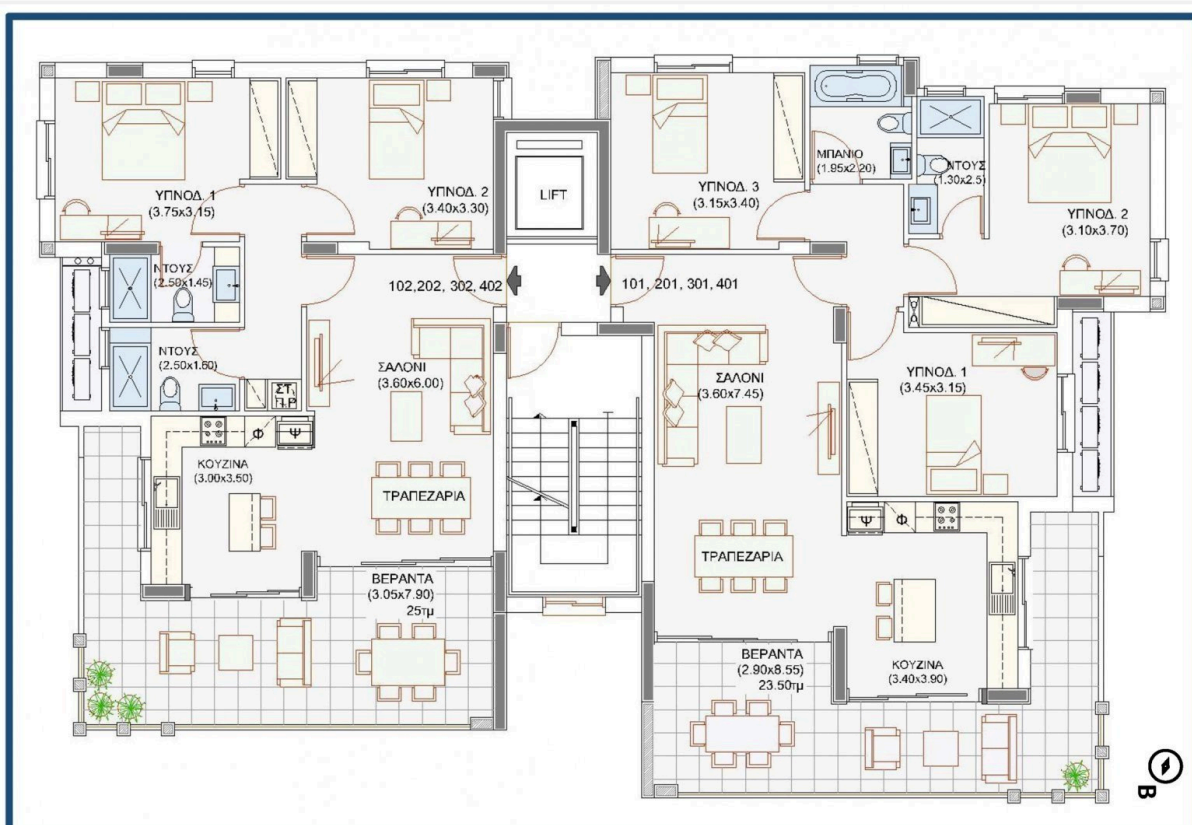 ΥΠΝΟΔ. 1
(3.75x3.15)
ΥΠΝΟΔ. 2
(3.40x3.30)
LIFT
ΥΠΝΟΔ. 3
(3.15x3.40)
ΜΠΑΝΙΟ
(1.95x2.20)
ΝΤΟΥΣ
(1.30x2.5)
ΥΠΝΟΔ. 2
(3.10x3.70)
ΝΤΟΥΣ
(2.50x1.45)
102,202, 302, 402
101, 201, 301, 401
ΝΤΟΥΣ
(2.50x1.60)
ΣΤ
Π.Ρ
ΣΑΛΟΝΙ
(3.60x6.00)
ΣΑΛΟΝΙ
(3.60x7.45)
ΥΠΝΟΔ. 1
(3.45x3.15)
Φ
Ψ
ΚΟΥΖΙΝΑ
(3.00x3.50)
ΤΡΑΠΕΖΑΡΙΑ
Ψ
Φ
ΤΡΑΠΕΖΑΡΙΑ
ΒΕΡΑΝΤΑ
(3.05x7.90)
25τμ
ΒΕΡΑΝΤΑ
(2.90x8.55)
23.50τμ
ΚΟΥΖΙΝΑ
(3.40x3.90)
Β